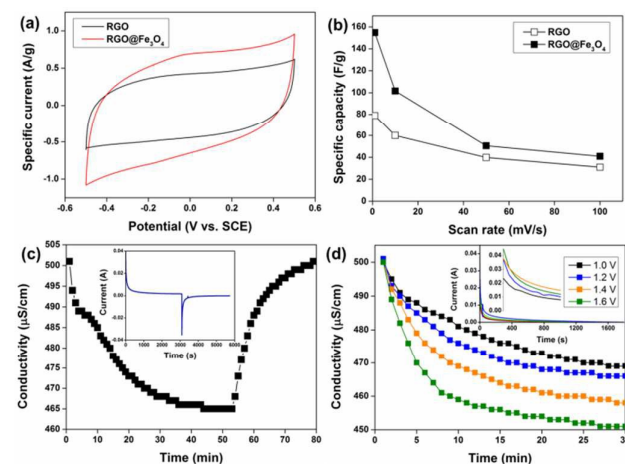 (a)
RGO
RGO@Fe₃O₄
Specific current (A/g)
1.0
0.5
0.0
-0.5
-1.0
-0.6 -0.4 -0.2 0.0 0.2 0.4 0.6
Potential (V vs. SCE)
(b)
RGO
RGO@Fe₃O₄
Specific capacity (F/g)
180
160
140
120
100
80
60
40
20
0
0 20 40 60 80 100
Scan rate (mV/s)
(c)
Conductivity (μS/cm)
505
500
495
490
485
480
475
470
465
460
0 10 20 30 40 50 60 70 80
Time (min)
Current (A)
0.04
0.02
0.00
-0.02
-0.04
0 1000 2000 3000 4000 5000 6000
Time (s)
(d)
1.0 V
1.2 V
1.4 V
1.6 V
Conductivity (μS/cm)
500
490
480
470
460
450
0 5 10 15 20 25 30
Time (min)
Current (A)
0.04
0.03
0.02
0.01
0.00
400 800 1200 1600
Time (s)